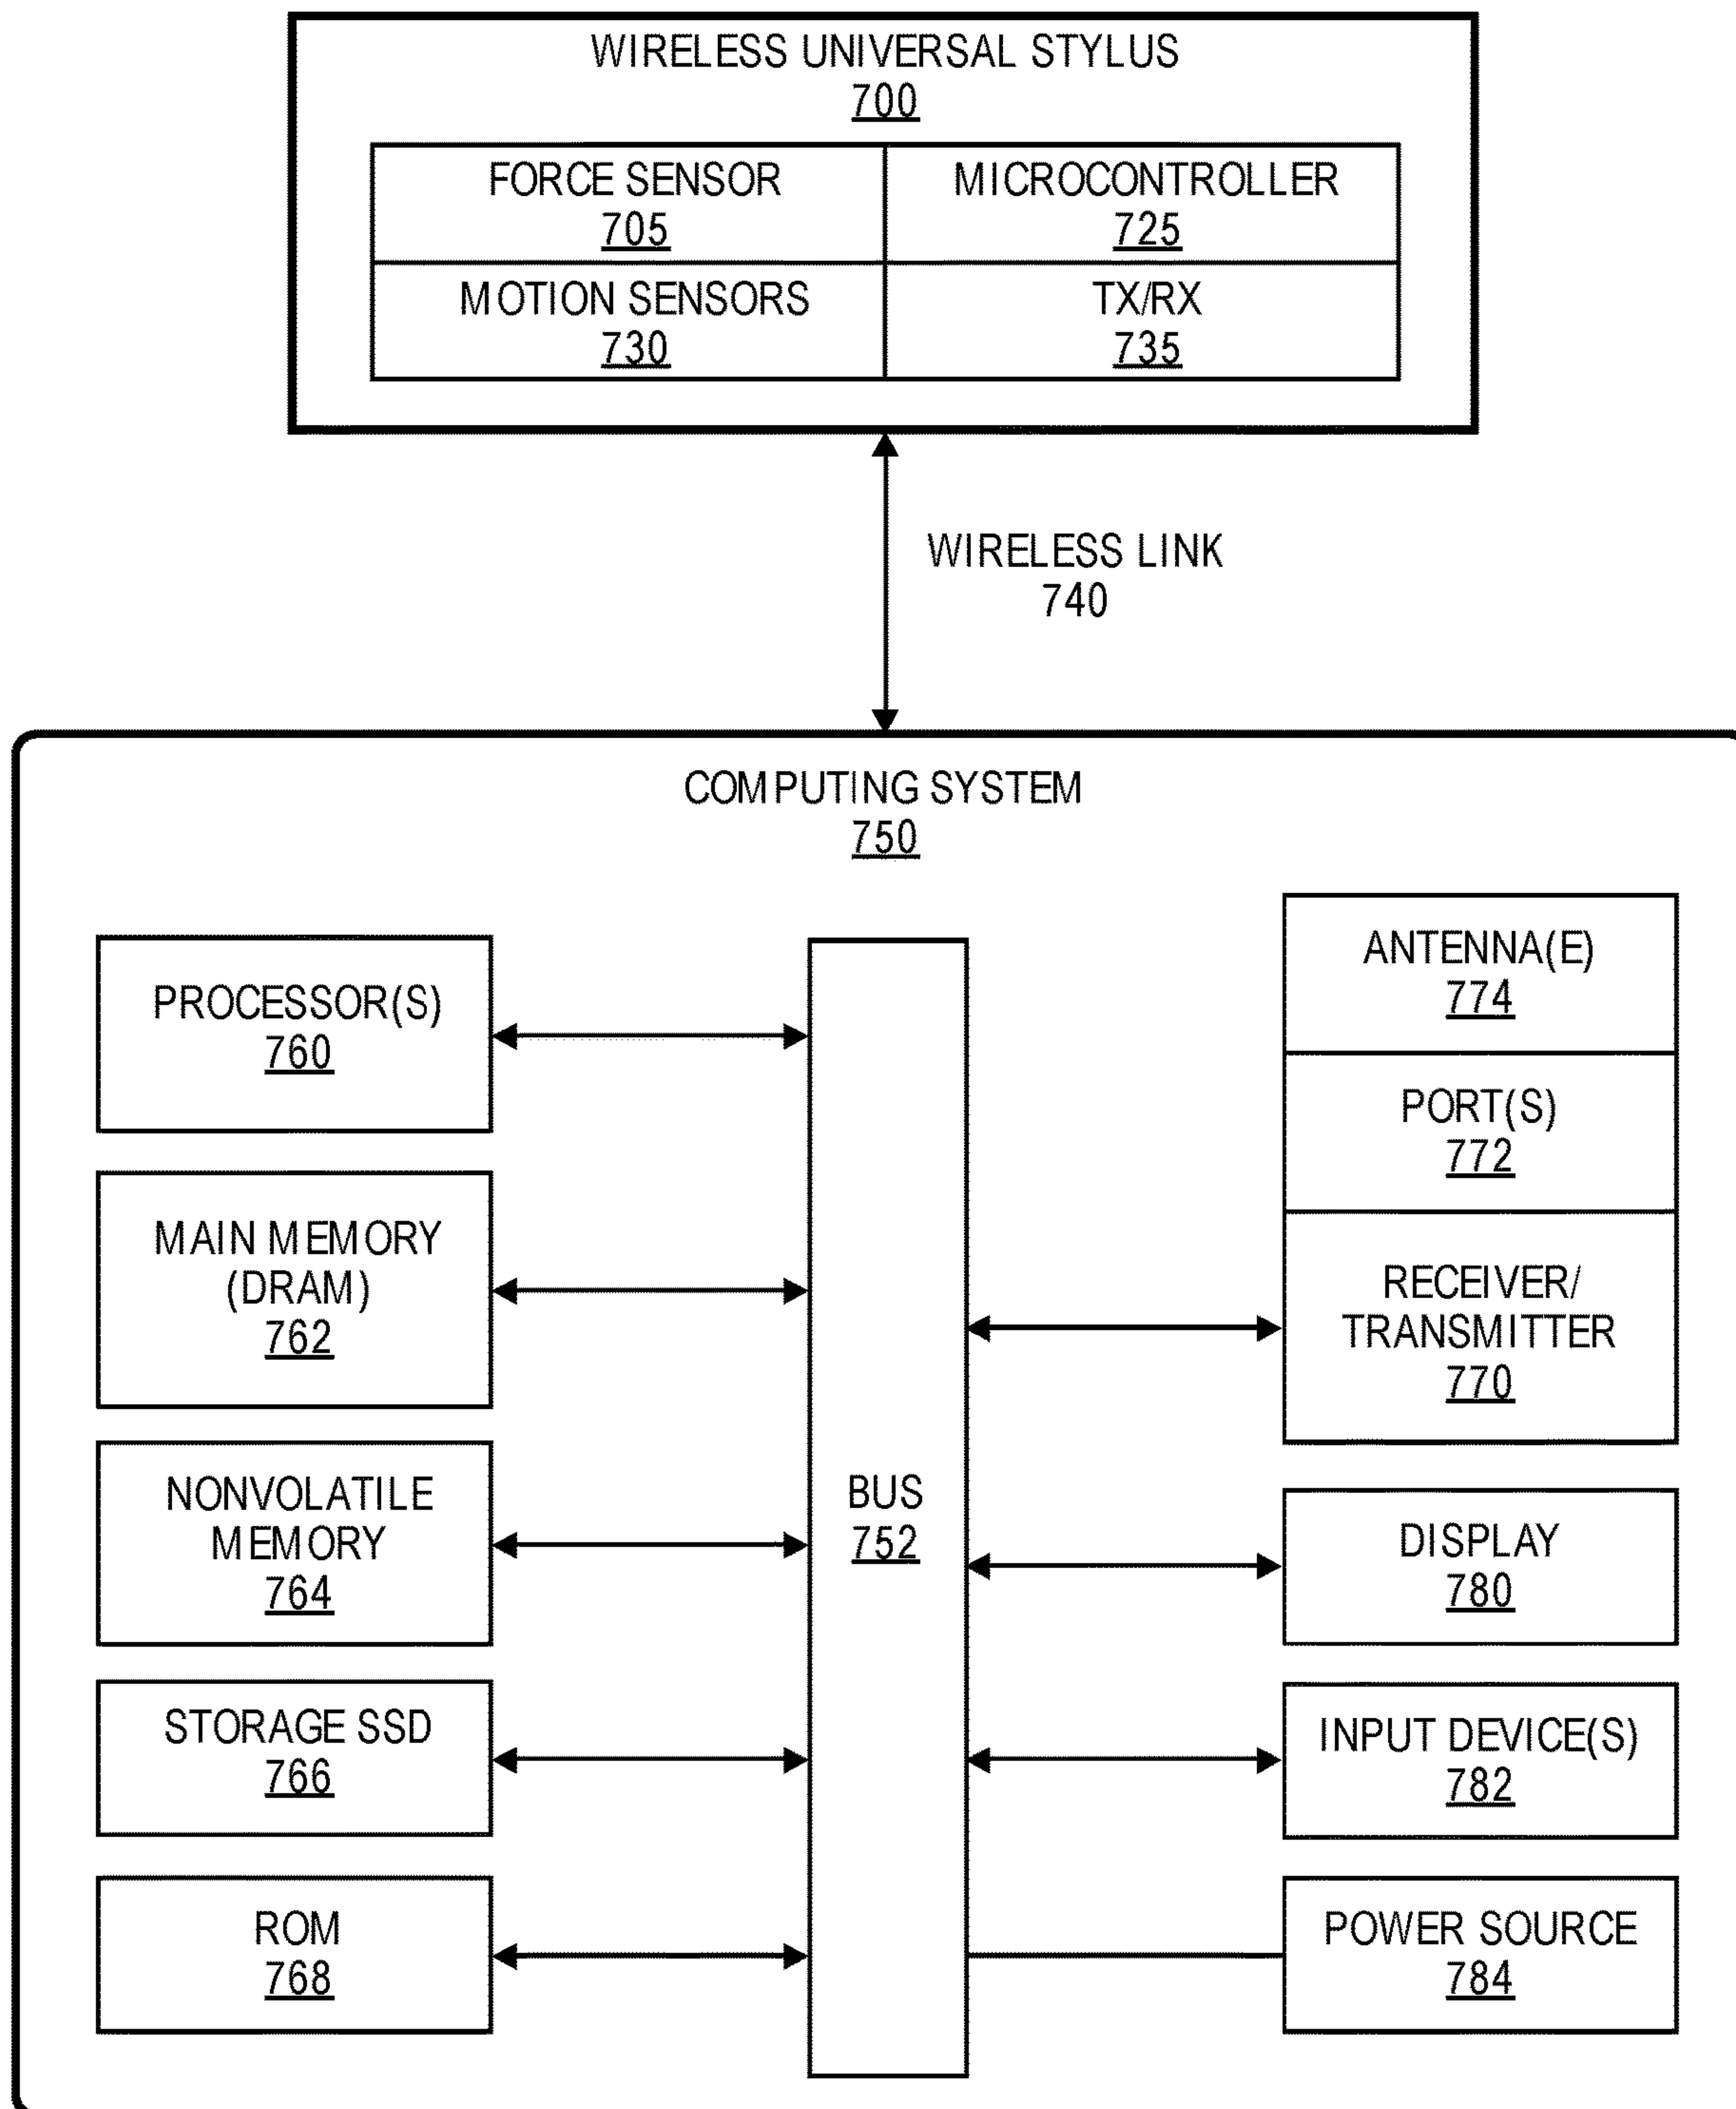 WIRELESS UNIVERSAL STYLUS
700
FORCE SENSOR
705
MICROCONTROLLER
725
MOTION SENSORS
730
TX/RX
735
WIRELESS LINK
740
COMPUTING SYSTEM
750
PROCESSOR(S)
760
MAIN MEMORY
(DRAM)
762
NONVOLATILE
MEMORY
764
STORAGE SSD
766
ROM
768
BUS
752
ANTENNA(E)
774
PORT(S)
772
RECEIVER/
TRANSMITTER
770
DISPLAY
780
INPUT DEVICE(S)
782
POWER SOURCE
784